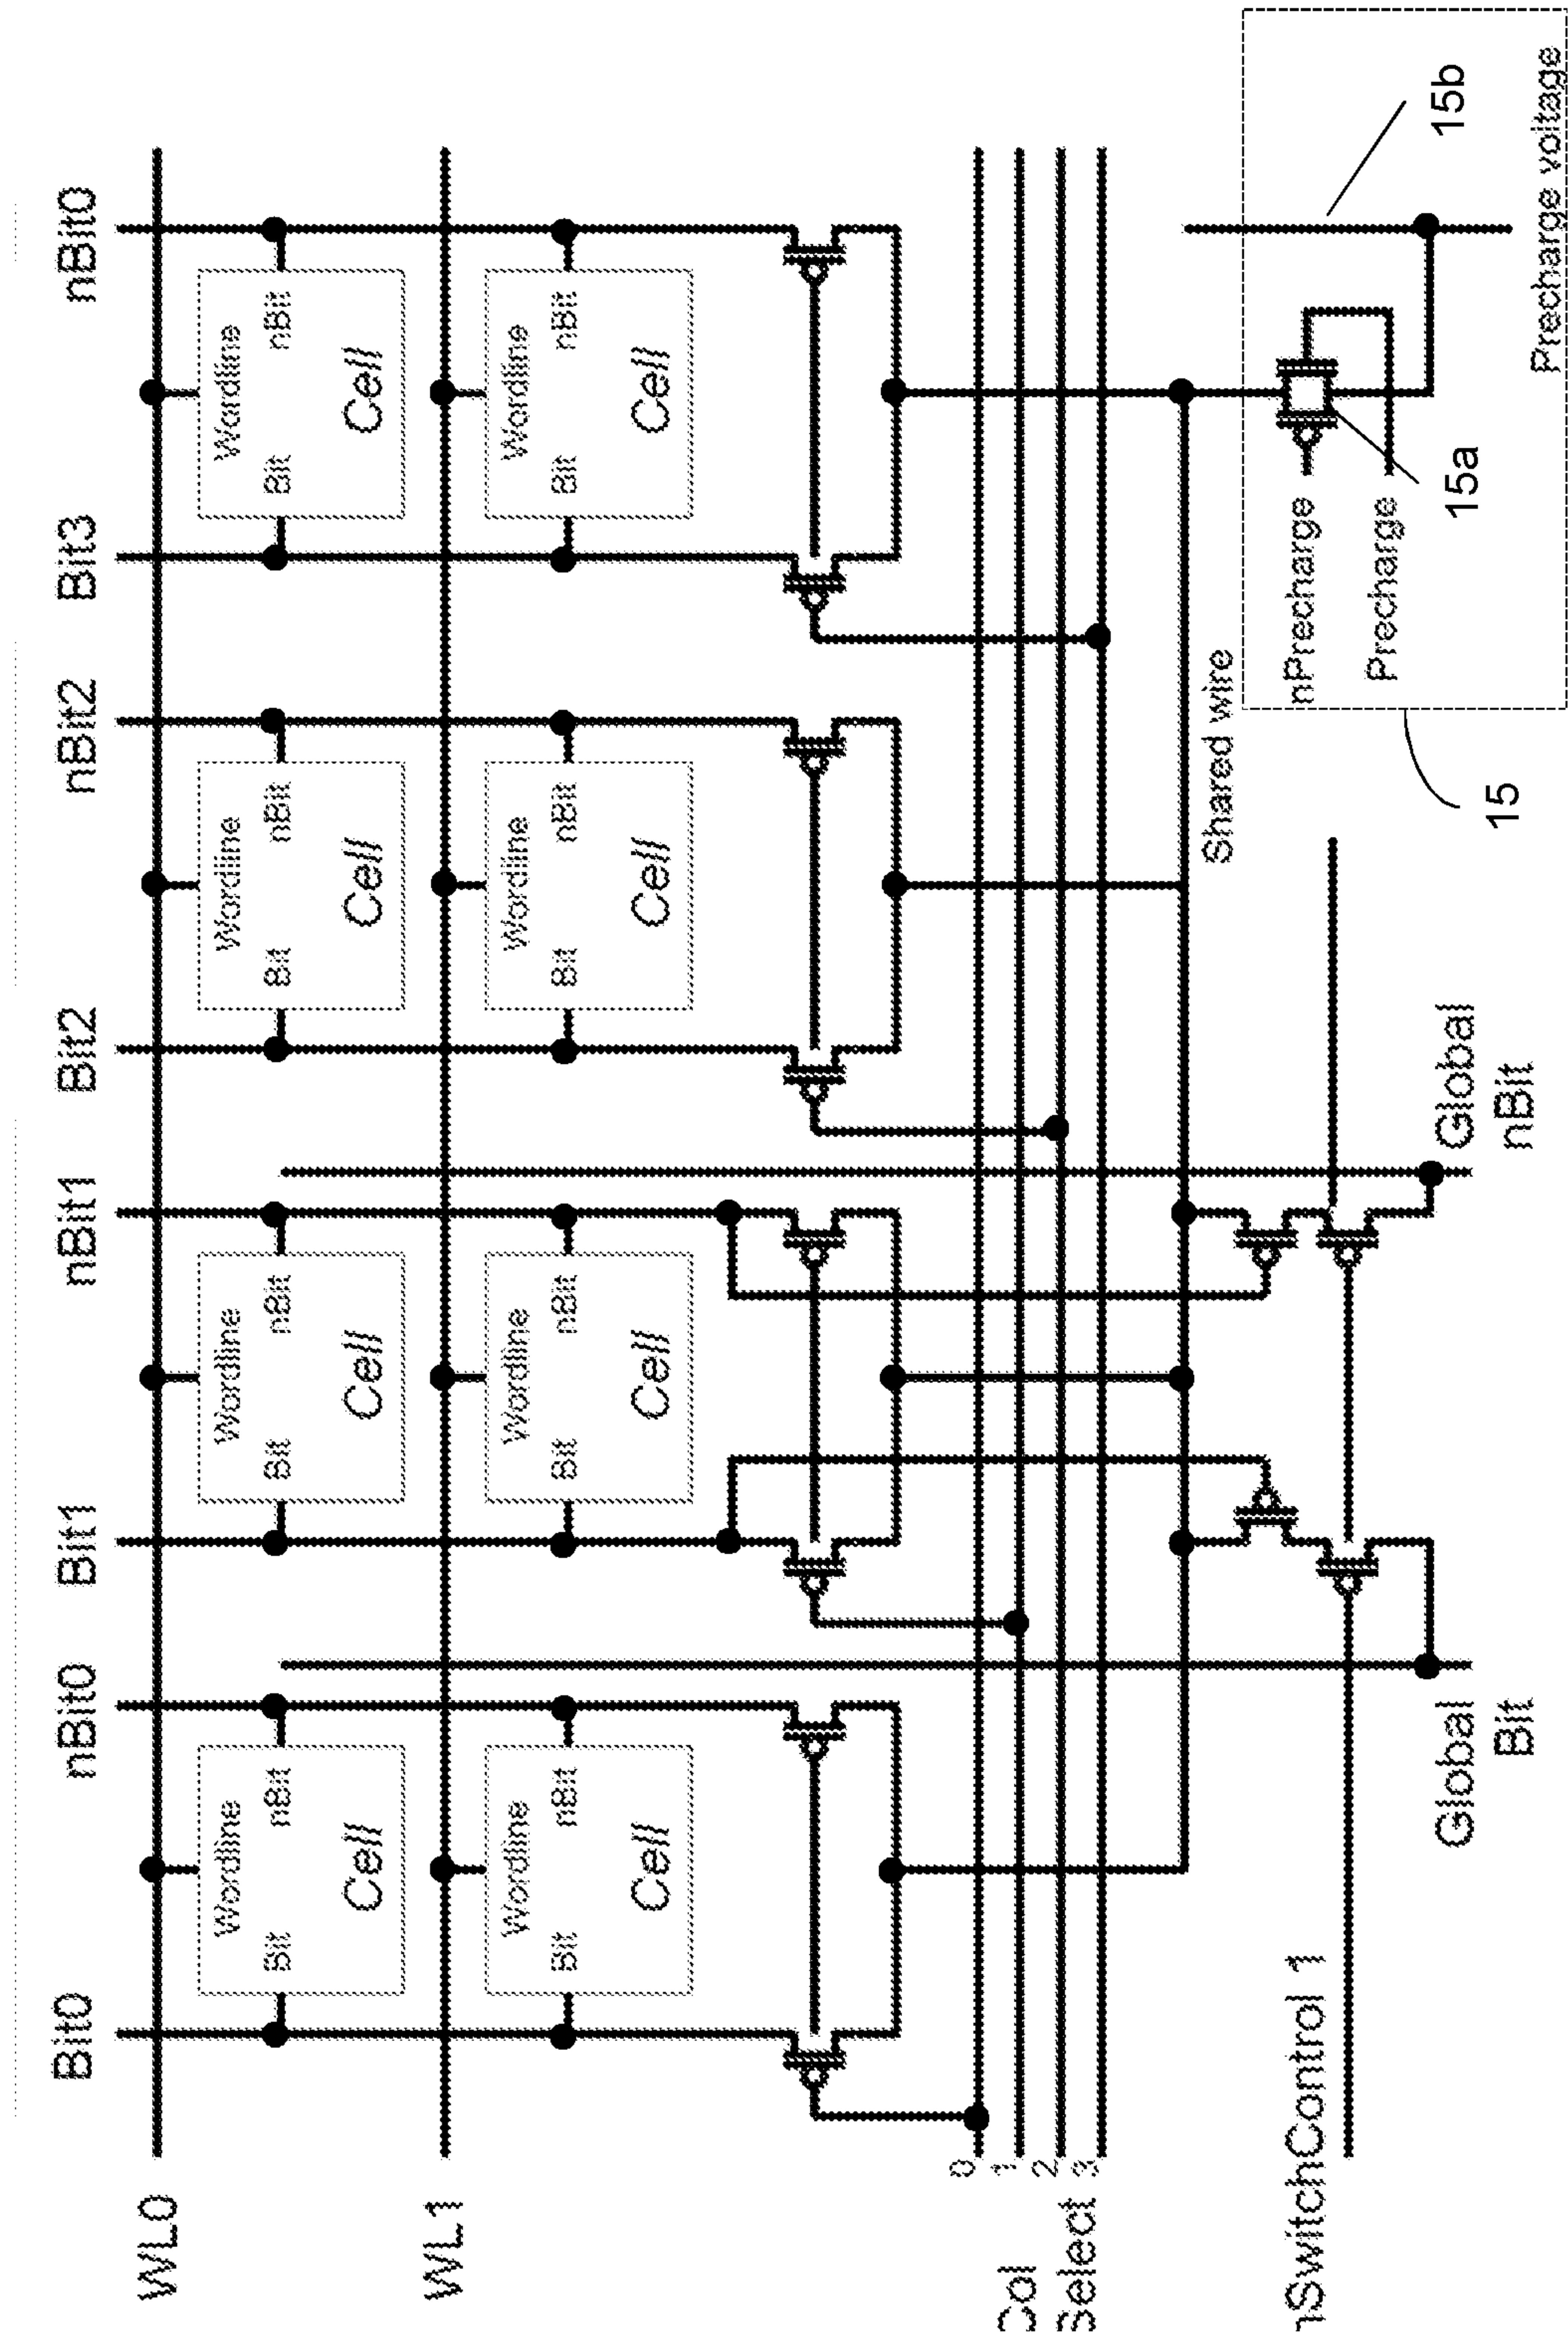 Bit0
nBit0
Bit1
nBit1
Bit2
nBit2
Bit3
nBit0
WL0
Wordline
Bit
nBit
Cell
Wordline
Bit
nBit
Cell
Wordline
Bit
nBit
Cell
Wordline
Bit
nBit
Cell
WL1
Wordline
Bit
nBit
Cell
Wordline
Bit
nBit
Cell
Wordline
Bit
nBit
Cell
Wordline
Bit
nBit
Cell
Col
Select
0
1
2
3
Shared wire
nSwitchControl 1
Global
Bit
Global
nBit
nPrecharge
Precharge
15a
15b
15
Precharge voltage